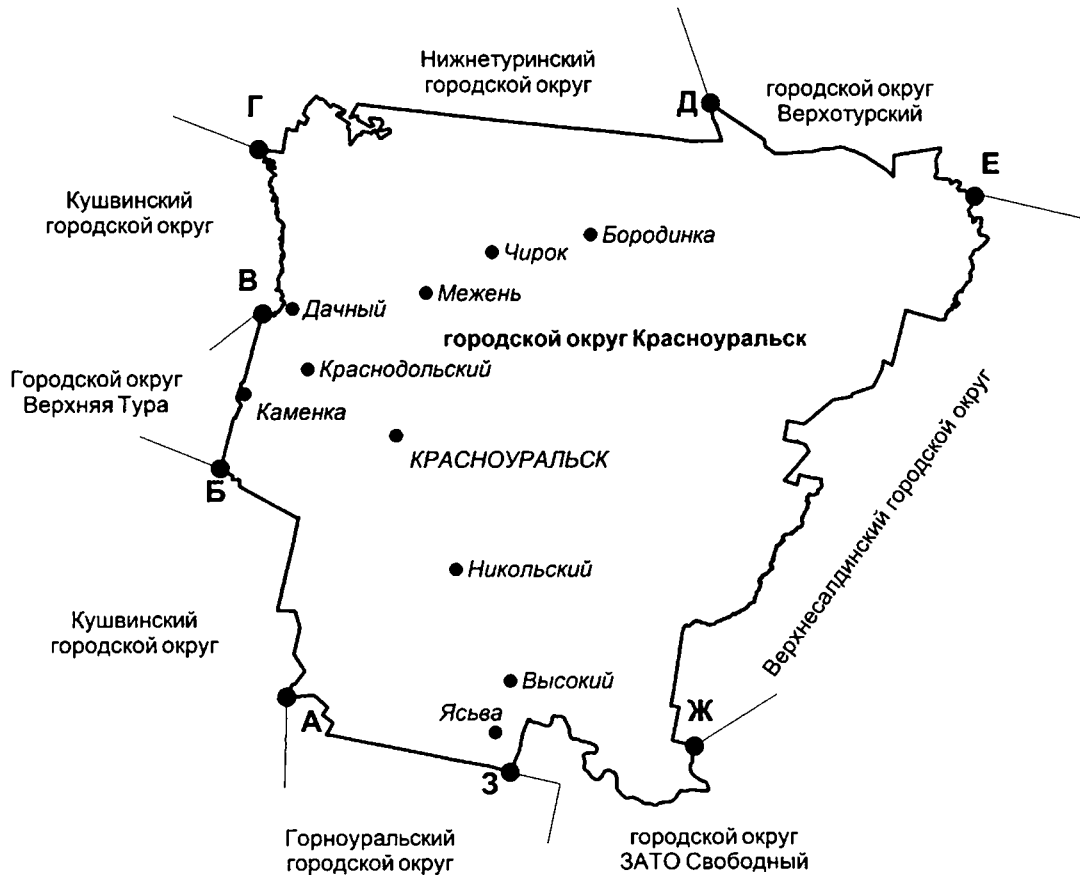 Нижнетуринский
городской округ
городской округ
Верхотурский
Д
Г
Е
Кушвинский
городской округ
Бородинка
Чирок
В
Межень
Дачный
городской округ Красноуральск
Городской округ
Верхняя Тура
Краснодольский
Каменка
КРАСНОУРАЛЬСК
Б
Верхнесалдинский городской округ
Никольский
Кушвинский
городской округ
Высокий
Ясьва
А
Ж
З
Горноуральский
городской округ
городской округ
ЗАТО Свободный